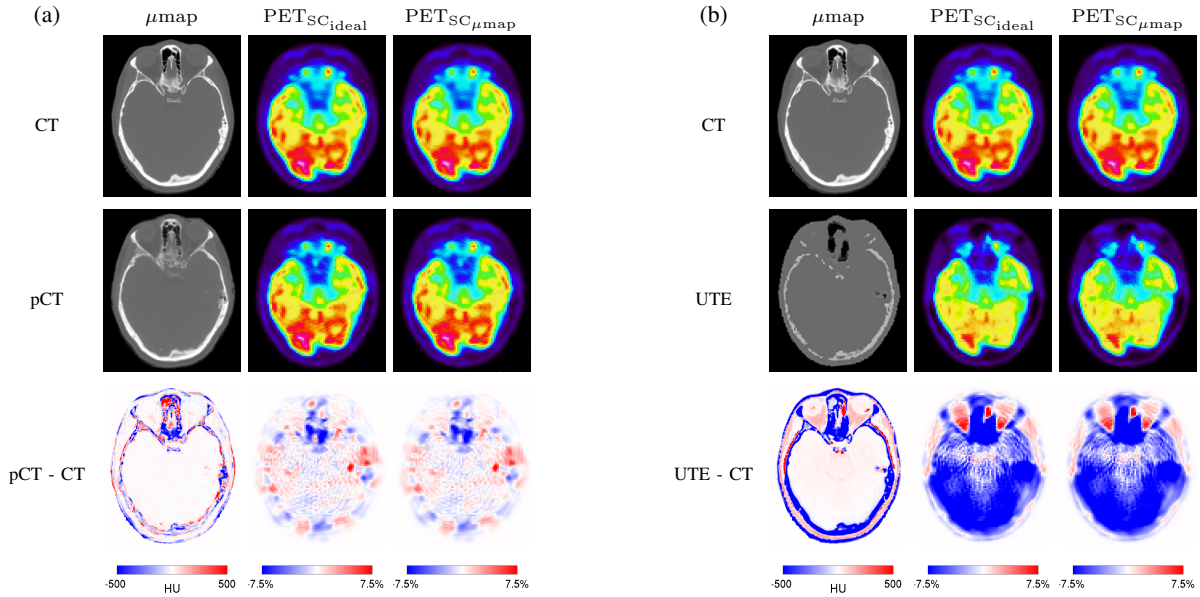 (a) μmap PET_SC_ideal PET_SC_μmap
CT
pCT
pCT - CT
-500 500 -7.5% 7.5% -7.5% 7.5%
HU
(b) μmap PET_SC_ideal PET_SC_μmap
CT
UTE
UTE - CT
-500 500 -7.5% 7.5% -7.5% 7.5%
HU